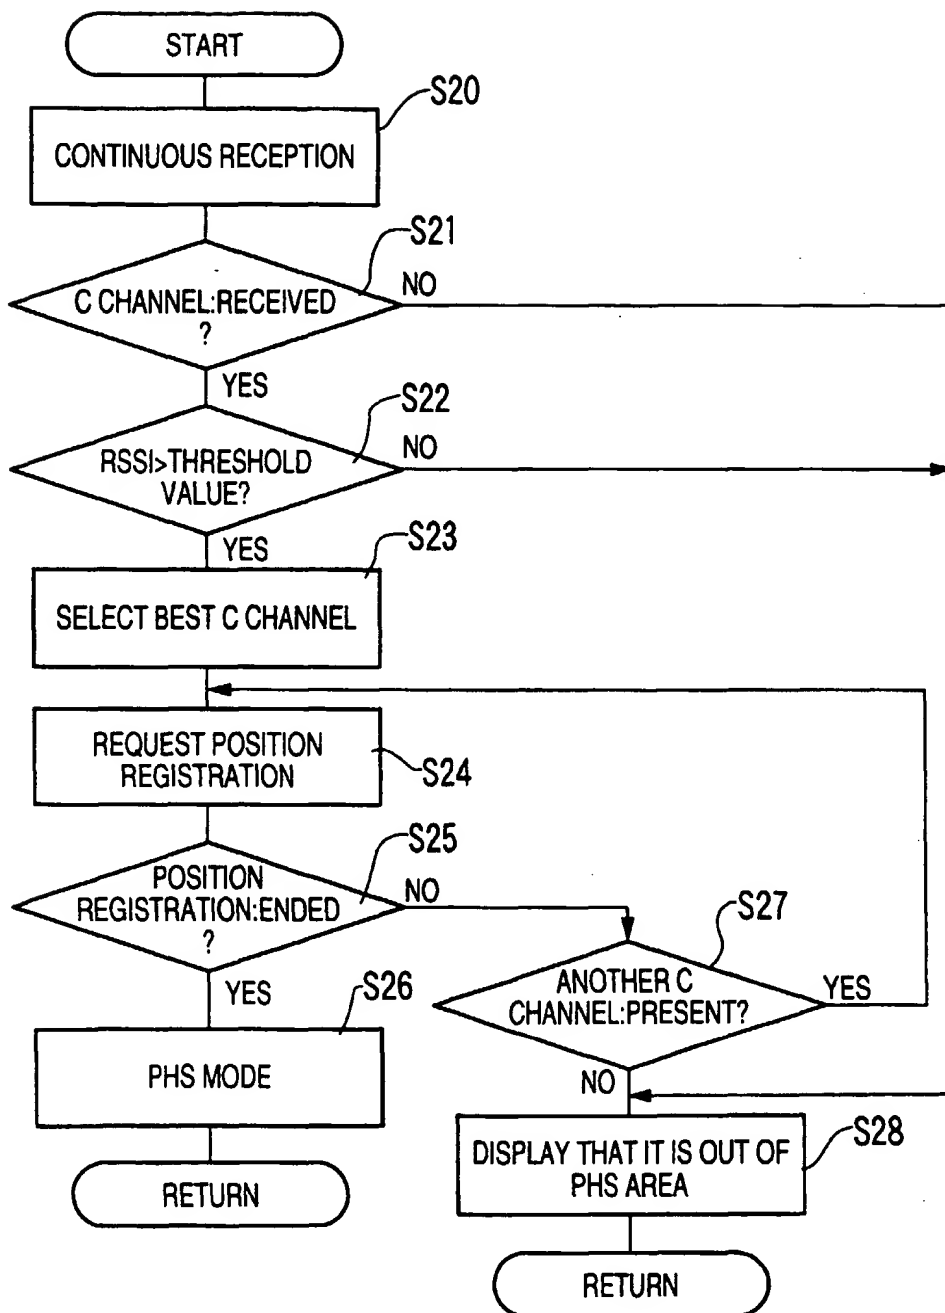 START
S20
CONTINUOUS RECEPTION
S21
C CHANNEL:RECEIVED
?
NO
YES
S22
RSSI>THRESHOLD
VALUE?
NO
YES
S23
SELECT BEST C CHANNEL
REQUEST POSITION
REGISTRATION
S24
S25
POSITION
REGISTRATION:ENDED
?
NO
YES
S27
ANOTHER C
CHANNEL:PRESENT?
YES
NO
S26
PHS MODE
RETURN
S28
DISPLAY THAT IT IS OUT OF
PHS AREA
RETURN